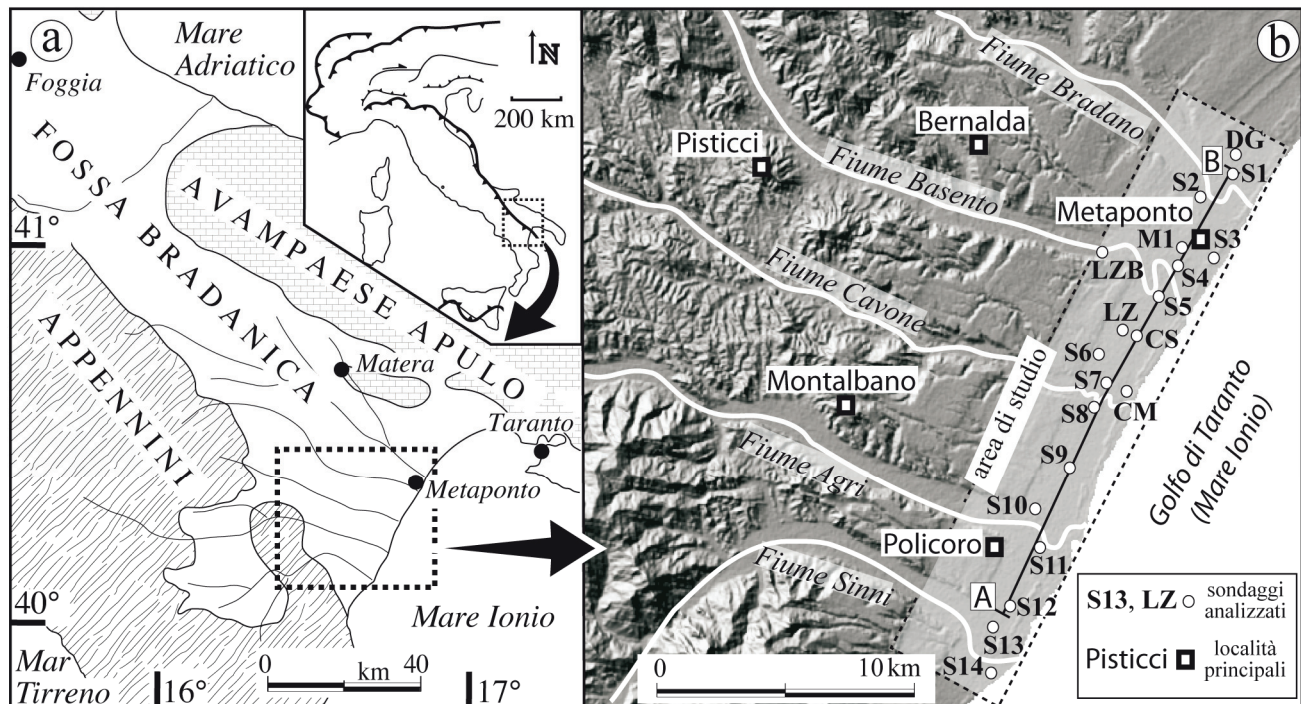 a
Mare
Adriatico
Foggia
N
200 km
FOSSA BRADANICA
AVAMPAESE APULO
APPENNINI
41°
Matera
Taranto
Metaponto
40°
Mare Ionio
Mar
Tirreno
0 km 40
16°
17°
b
Fiume Bradano
Bernalda
Pisticci
Fiume Basento
DG
B
S1
S2
Metaponto
M1
S3
LZB
S4
S5
Fiume Cavone
LZ
CS
S6
S7
CM
S8
Montalbano
area di studio
Golfo di Taranto
(Mare Ionio)
S9
Fiume Agri
S10
Policoro
S11
Fiume Sinni
A
S12
S13
S14
0 10 km
S13, LZ sondaggi
analizzati
Pisticci località
principali